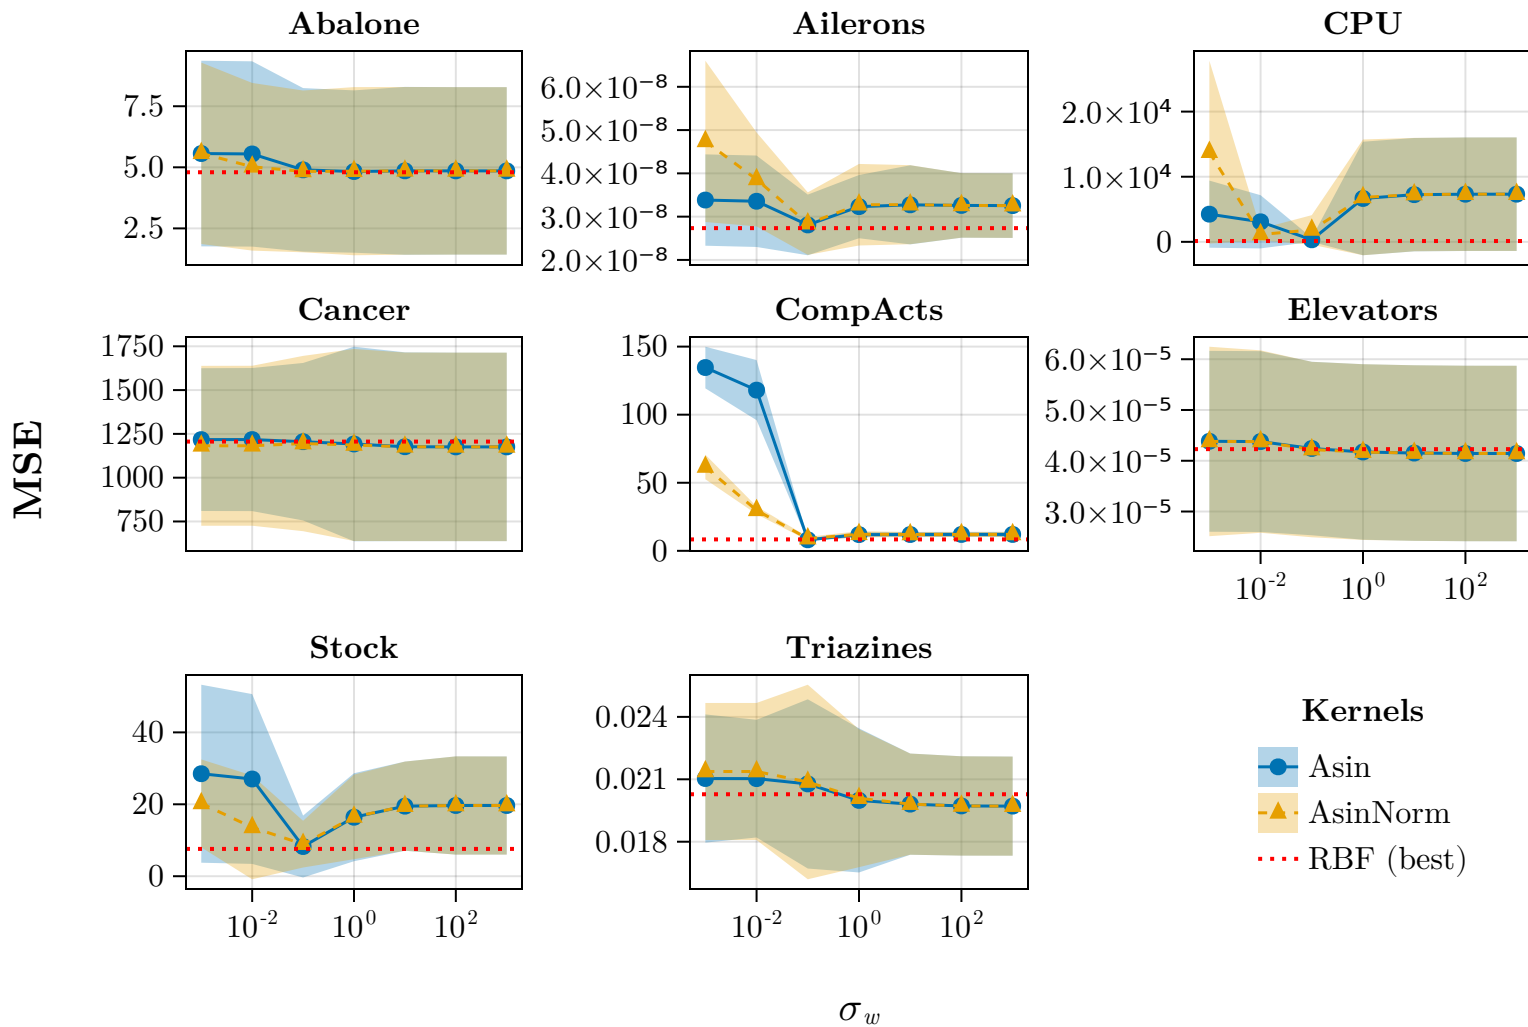 Abalone
Ailerons
CPU
7.5
5.0
2.5
6.0×10⁻⁸
5.0×10⁻⁸
4.0×10⁻⁸
3.0×10⁻⁸
2.0×10⁻⁸
2.0×10⁴
1.0×10⁴
0
Cancer
CompActs
Elevators
1750
1500
1250
1000
750
150
100
50
0
6.0×10⁻⁵
5.0×10⁻⁵
4.0×10⁻⁵
3.0×10⁻⁵
10⁻² 10⁰ 10²
MSE
Stock
Triazines
40
20
0
10⁻² 10⁰ 10²
0.024
0.021
0.018
10⁻² 10⁰ 10²
Kernels
Asin
AsinNorm
RBF (best)
σ_w